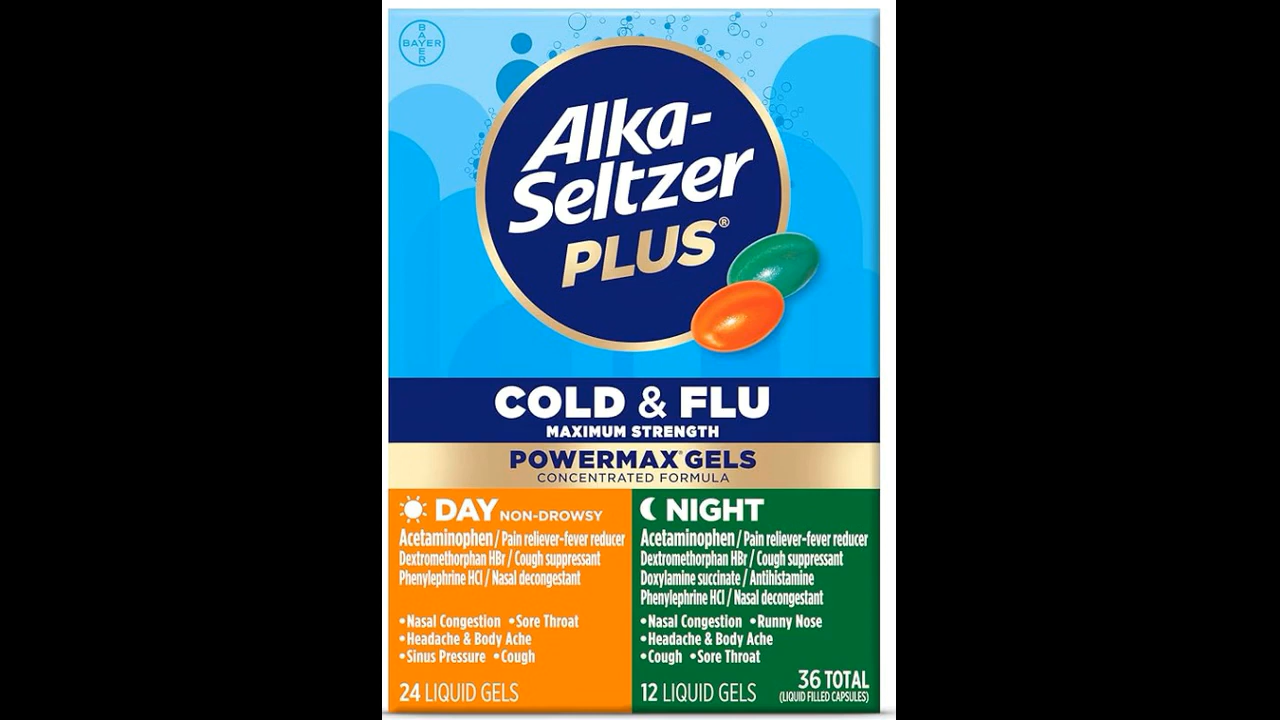 BAYER
BAYER
Alka-
Seltzer
PLUS®
COLD & FLU
MAXIMUM STRENGTH
POWERMAX® GELS
CONCENTRATED FORMULA
DAY NON-DROWSY
Acetaminophen / Pain reliever-fever reducer
Dextromethorphan HBr / Cough suppressant
Phenylephrine HCl / Nasal decongestant
•Nasal Congestion •Sore Throat
•Headache & Body Ache
•Sinus Pressure •Cough
24 LIQUID GELS
NIGHT
Acetaminophen / Pain reliever-fever reducer
Dextromethorphan HBr / Cough suppressant
Doxylamine succinate / Antihistamine
Phenylephrine HCl / Nasal decongestant
•Nasal Congestion •Runny Nose
•Headache & Body Ache
•Cough •Sore Throat
12 LIQUID GELS
36 TOTAL
(LIQUID FILLED CAPSULES)